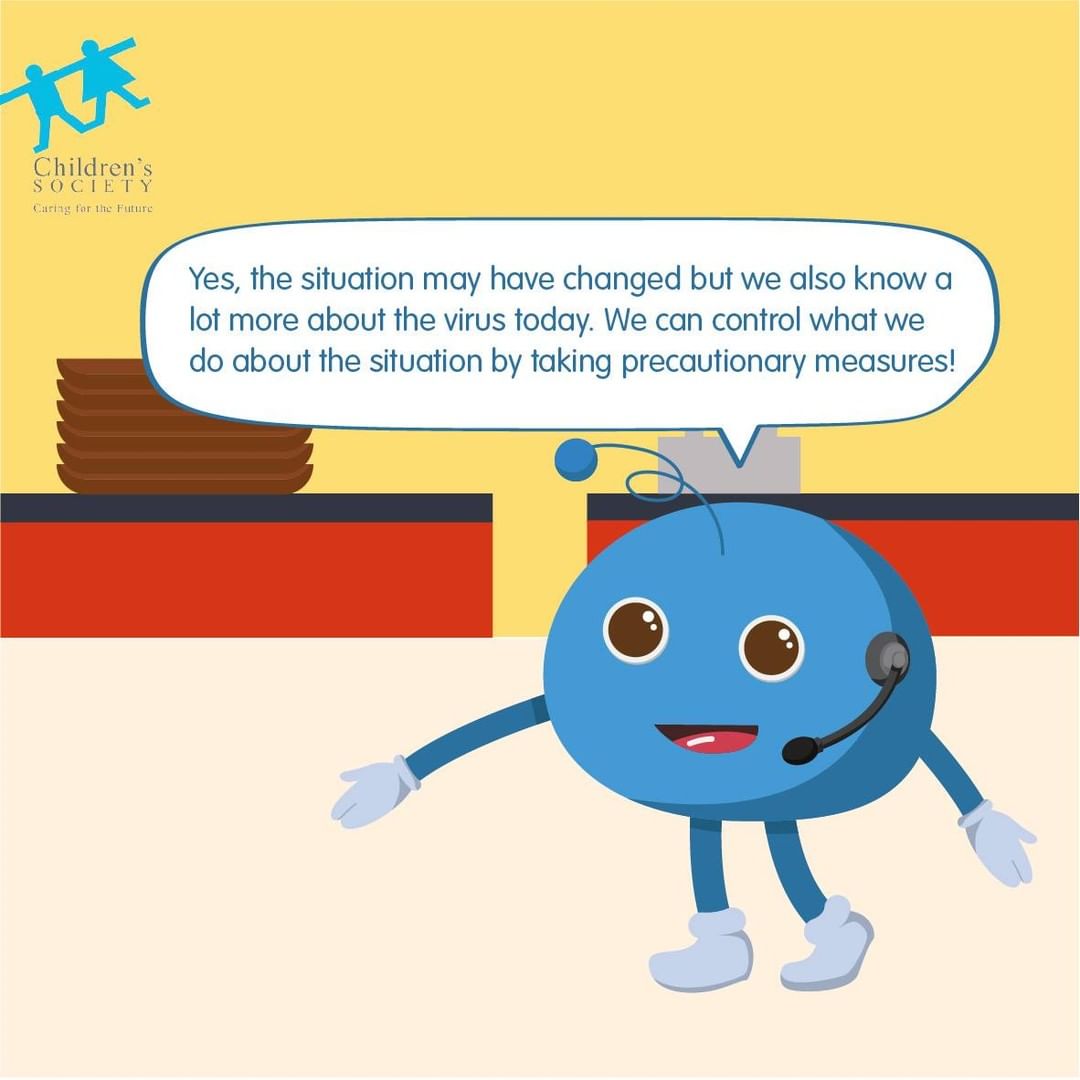 Children's
SOCIETY
Caring for the Future
Yes, the situation may have changed but we also know a
lot more about the virus today. We can control what we
do about the situation by taking precautionary measures!